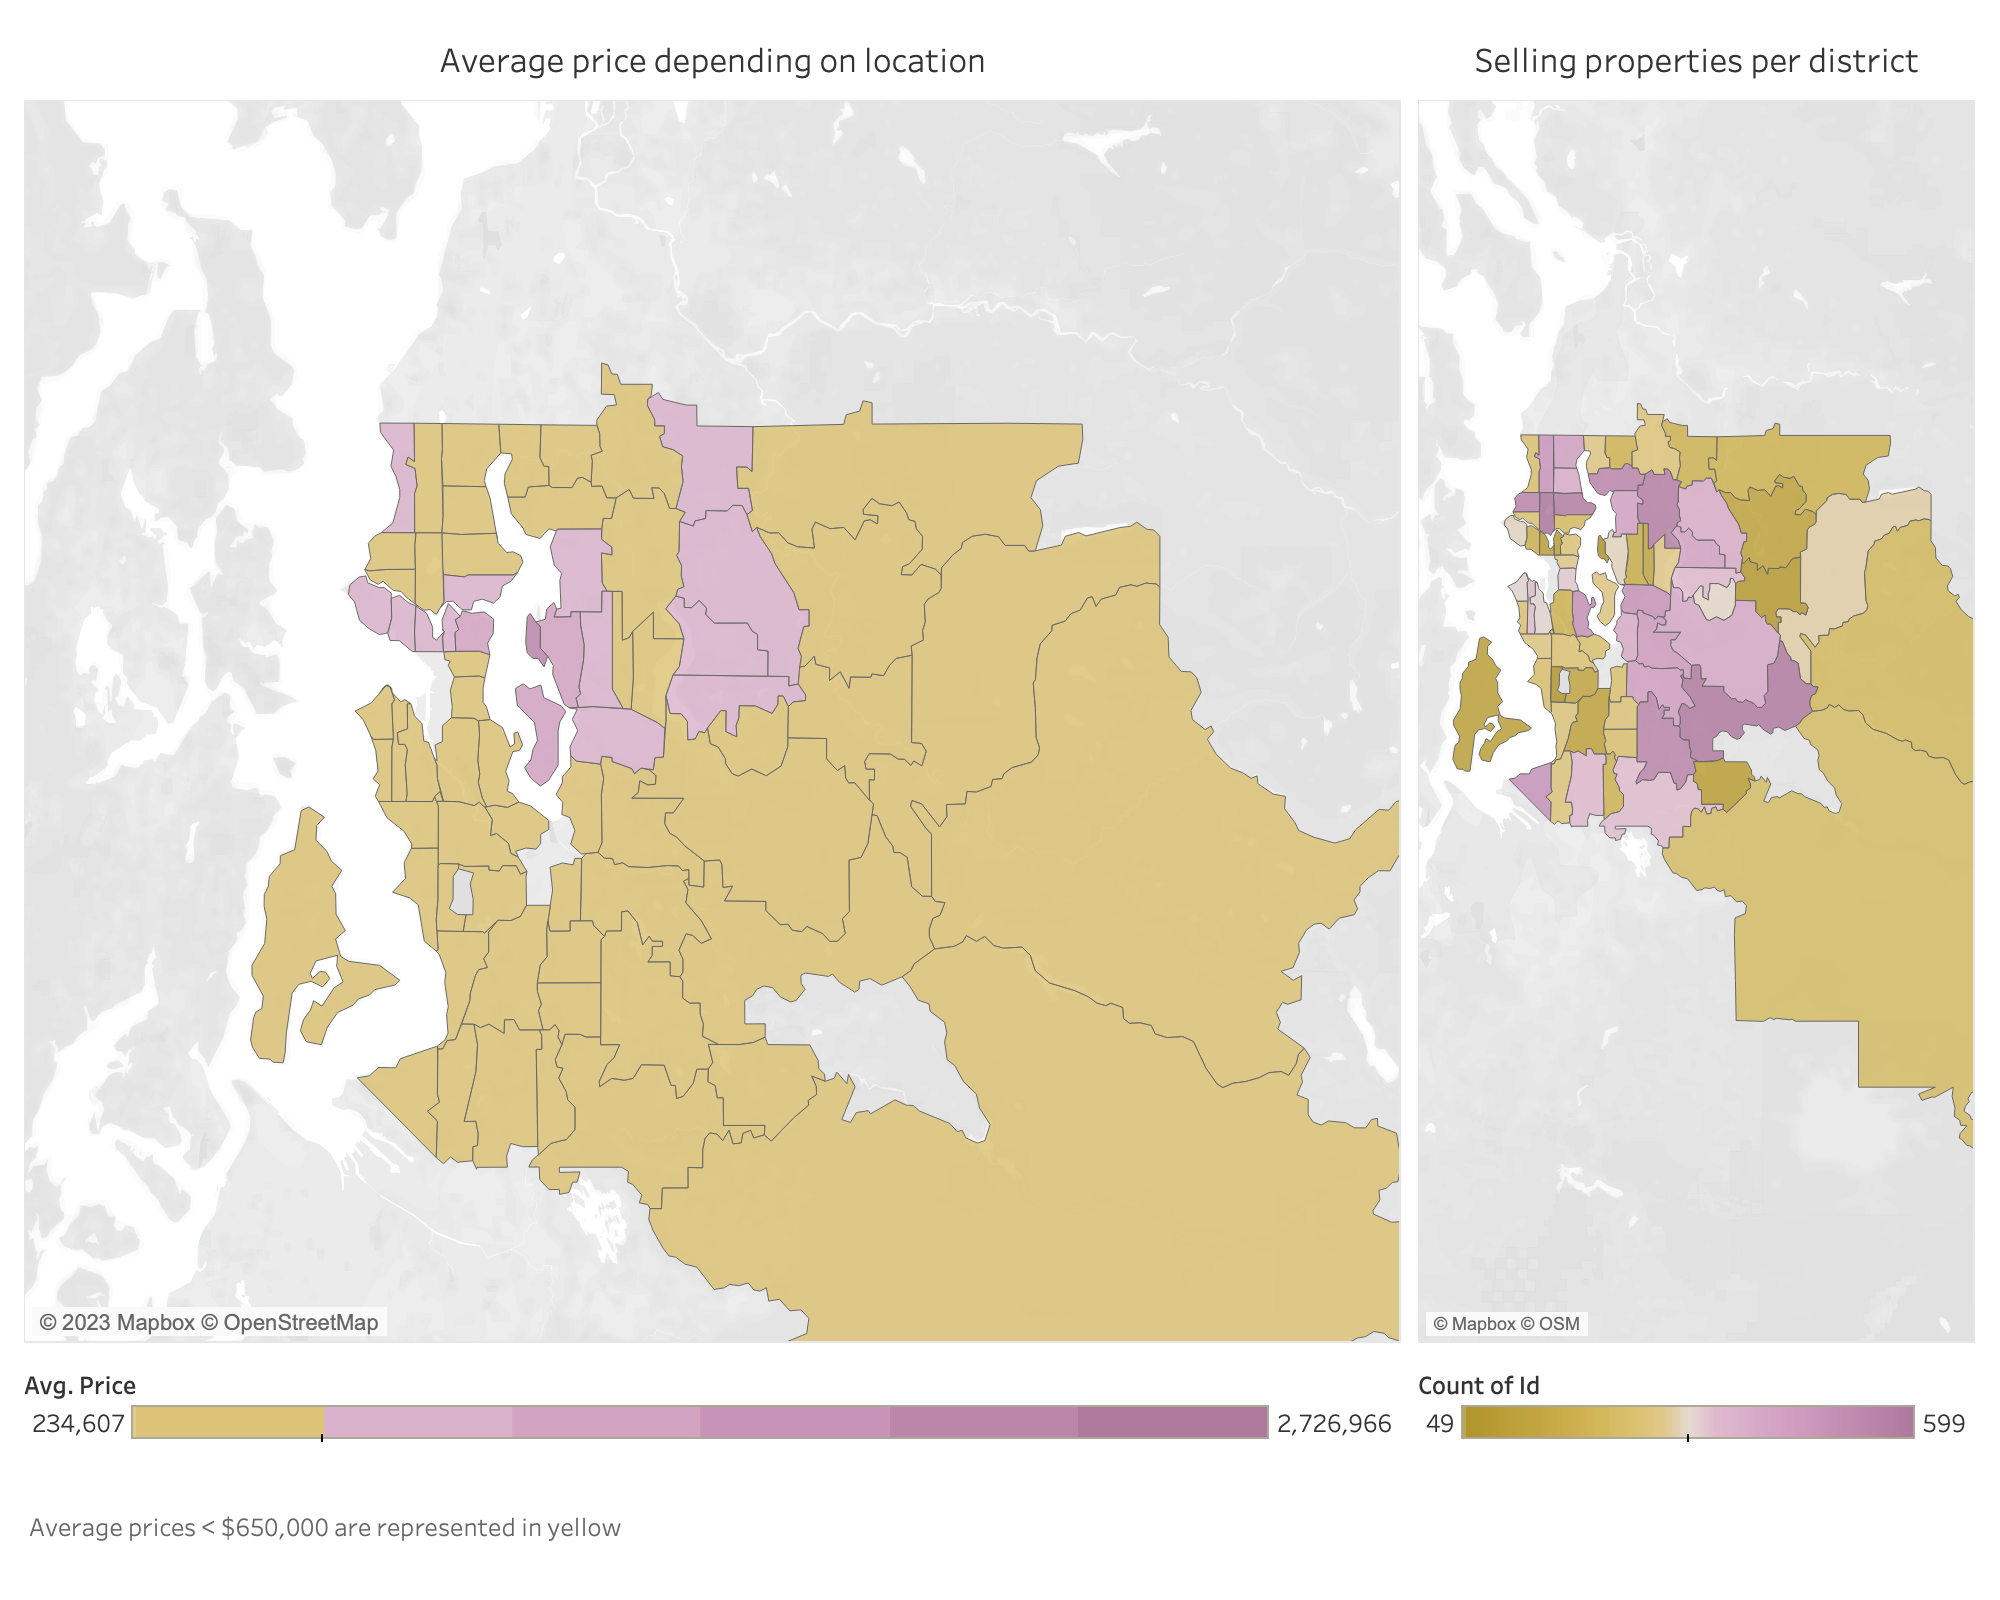 Average price depending on location
Selling properties per district
© 2023 Mapbox © OpenStreetMap
© Mapbox © OSM
Avg. Price
234,607
2,726,966
Count of Id
49
599
Average prices < $650,000 are represented in yellow